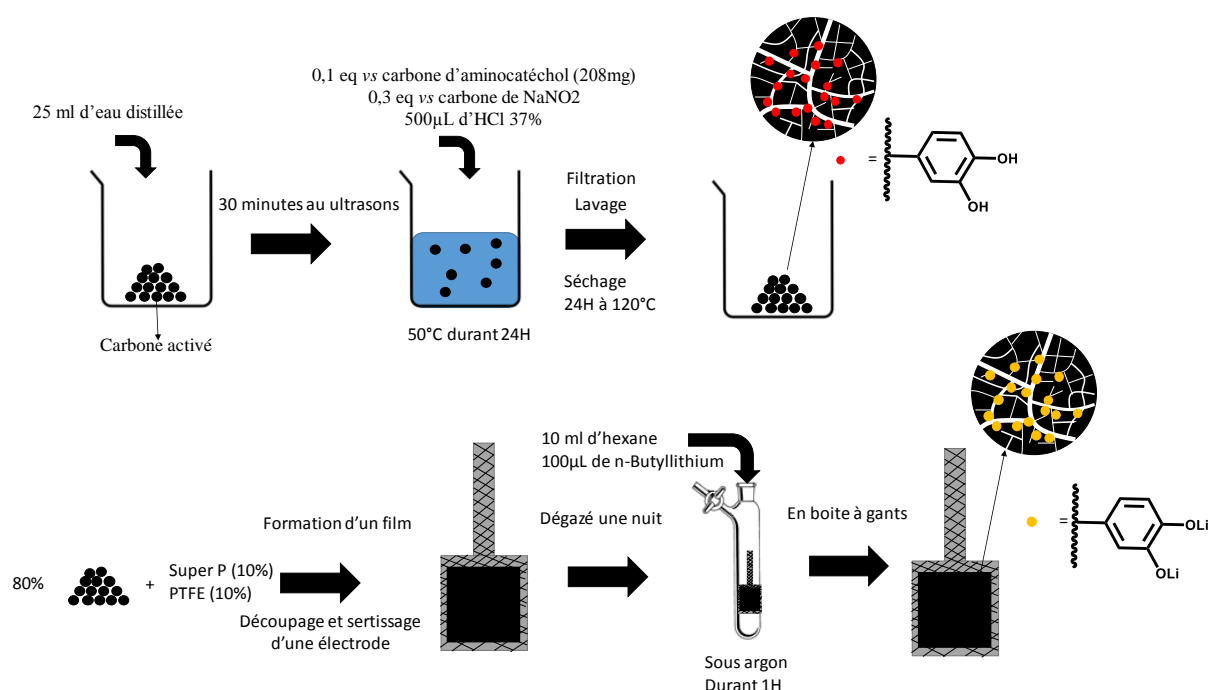 25 ml d'eau distillée
Carbone activé
30 minutes au ultrasons
0,1 eq vs carbone d'aminocatéchol (208mg)
0,3 eq vs carbone de NaNO2
500µL d'HCl 37%
50°C durant 24H
Filtration
Lavage
Séchage
24H à 120°C
=
OH
OH
80%
+
Super P (10%)
PTFE (10%)
Formation d'un film
Découpage et sertissage
d'une électrode
Dégazé une nuit
10 ml d'hexane
100µL de n-Butyllithium
Sous argon
Durant 1H
En boite à gants
=
OLi
OLi